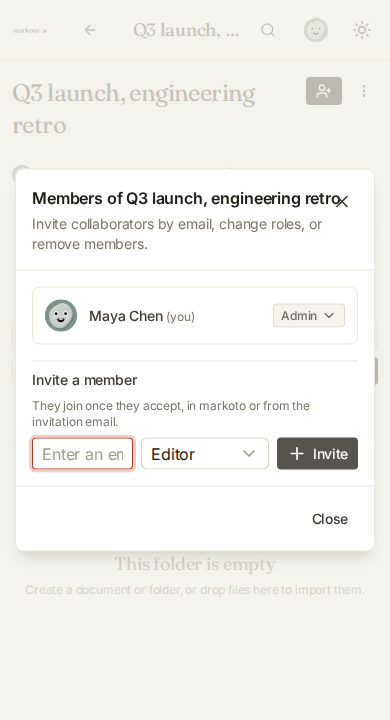 markoto
Q3 launch, ...
Q3 launch, engineering
retro
Members of Q3 launch, engineering retro
Invite collaborators by email, change roles, or
remove members.
Maya Chen (you)
Admin
Invite a member
They join once they accept, in markoto or from the
invitation email.
Enter an en
Editor
Invite
Close
This folder is empty
Create a document or folder, or drop files here to import them.